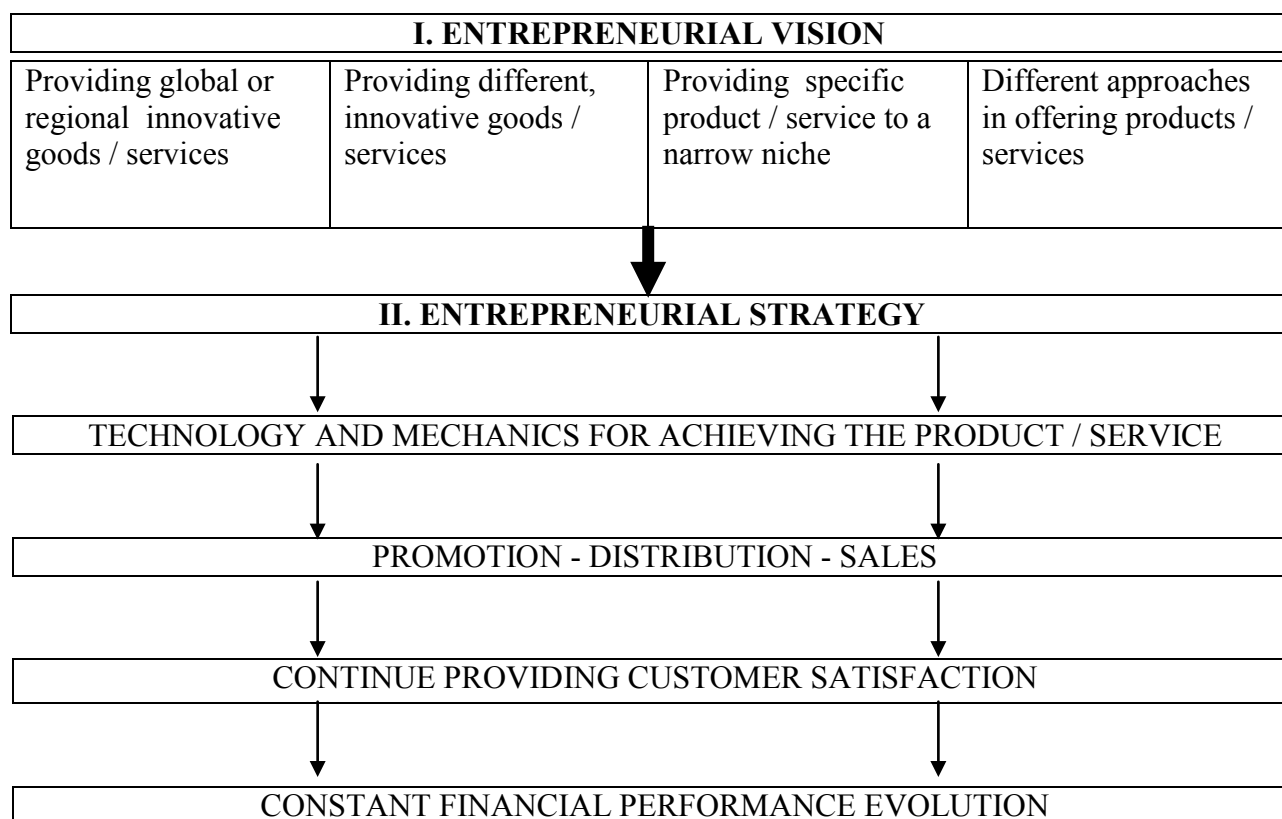 I. ENTREPRENEURIAL VISION
Providing global or
regional innovative
goods / services
Providing different,
innovative goods /
services
Providing specific
product / service to a
narrow niche
Different approaches
in offering products /
services
II. ENTREPRENEURIAL STRATEGY
TECHNOLOGY AND MECHANICS FOR ACHIEVING THE PRODUCT / SERVICE
PROMOTION - DISTRIBUTION - SALES
CONTINUE PROVIDING CUSTOMER SATISFACTION
CONSTANT FINANCIAL PERFORMANCE EVOLUTION